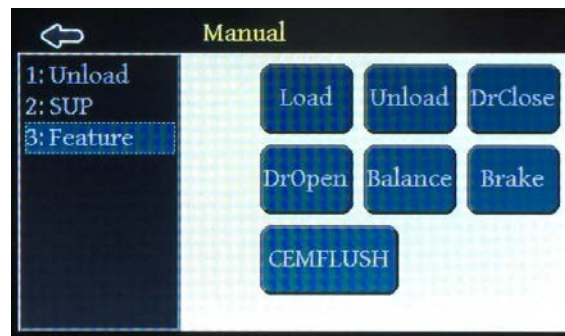 Manual
1: Unload
2: SUP
3: Feature
Load Unload DrClose
DrOpen Balance Brake
CEMFLUSH